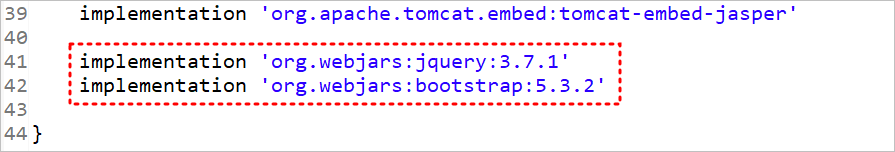 39 implementation 'org.apache.tomcat.embed:tomcat-embed-jasper'
40
41 implementation 'org.webjars:jquery:3.7.1'
42 implementation 'org.webjars:bootstrap:5.3.2'
43
44 }